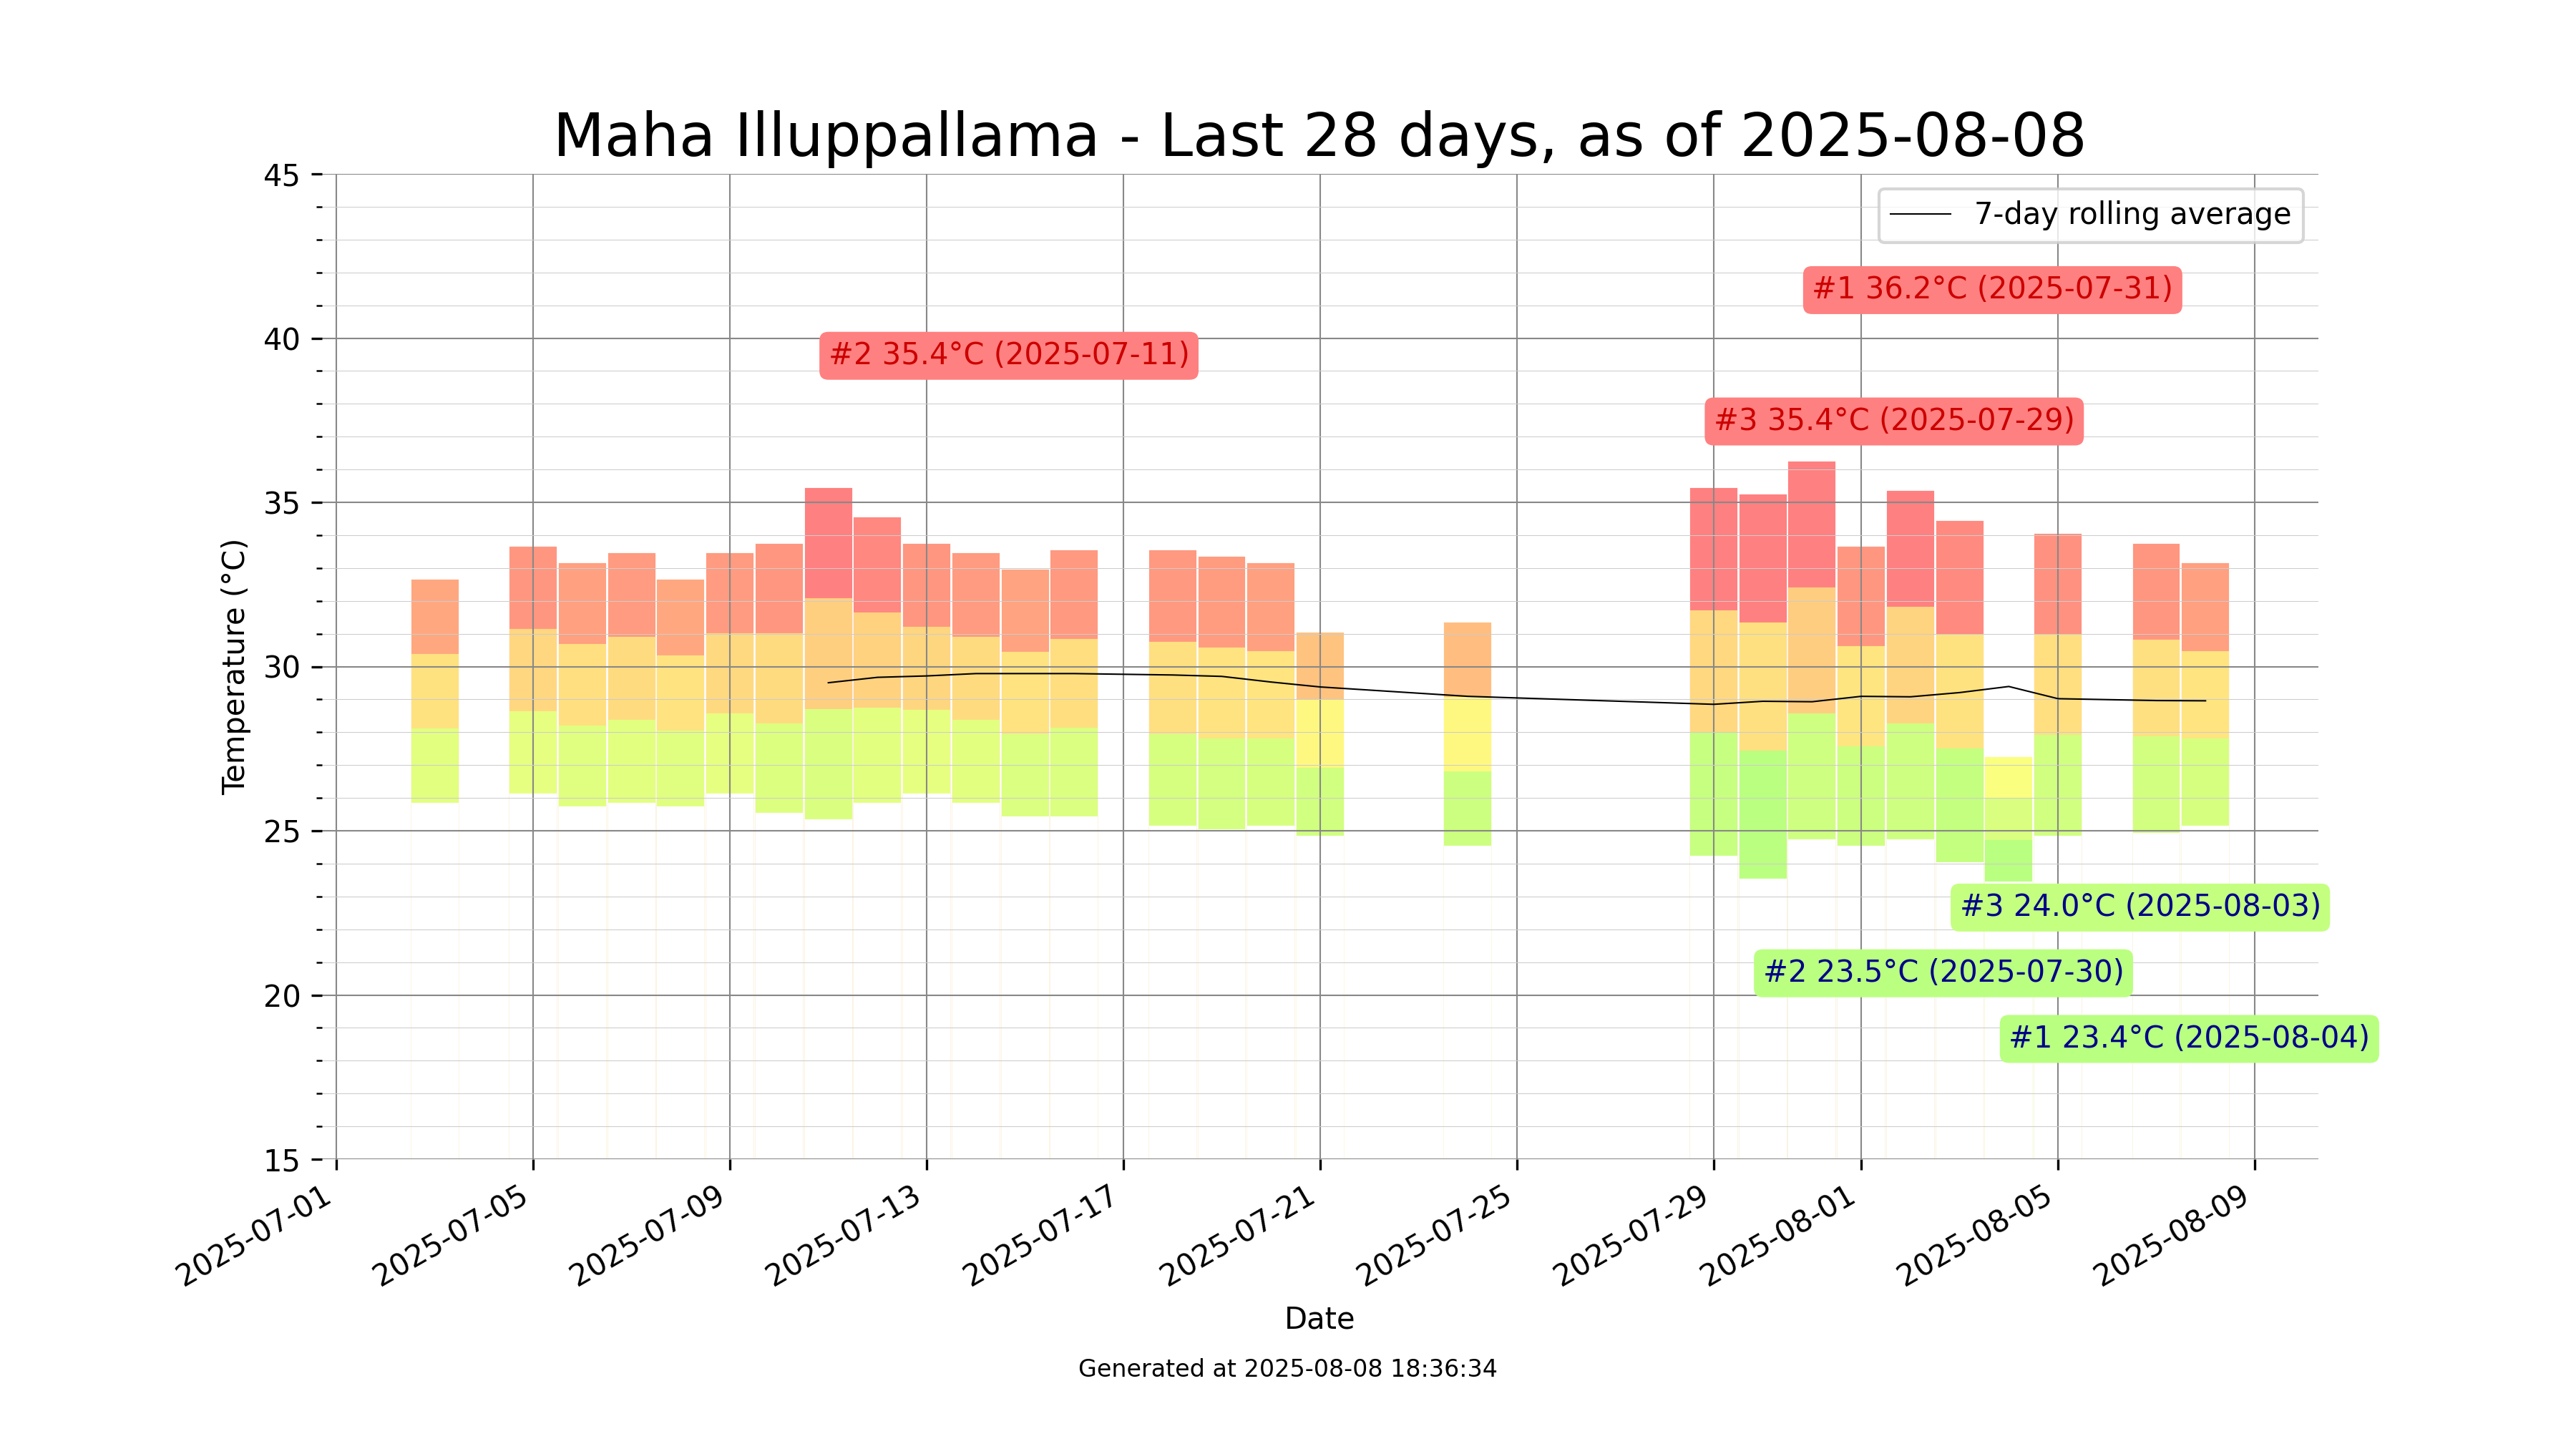 Maha Illuppallama - Last 28 days, as of 2025-08-08
45
7-day rolling average
#1 36.2°C (2025-07-31)
40
#2 35.4°C (2025-07-11)
#3 35.4°C (2025-07-29)
35
Temperature (°C)
30
25
#3 24.0°C (2025-08-03)
#2 23.5°C (2025-07-30)
20
#1 23.4°C (2025-08-04)
15
2025-07-01
2025-07-05
2025-07-09
2025-07-13
2025-07-17
2025-07-21
2025-07-25
2025-07-29
2025-08-01
2025-08-05
2025-08-09
Date
Generated at 2025-08-08 18:36:34